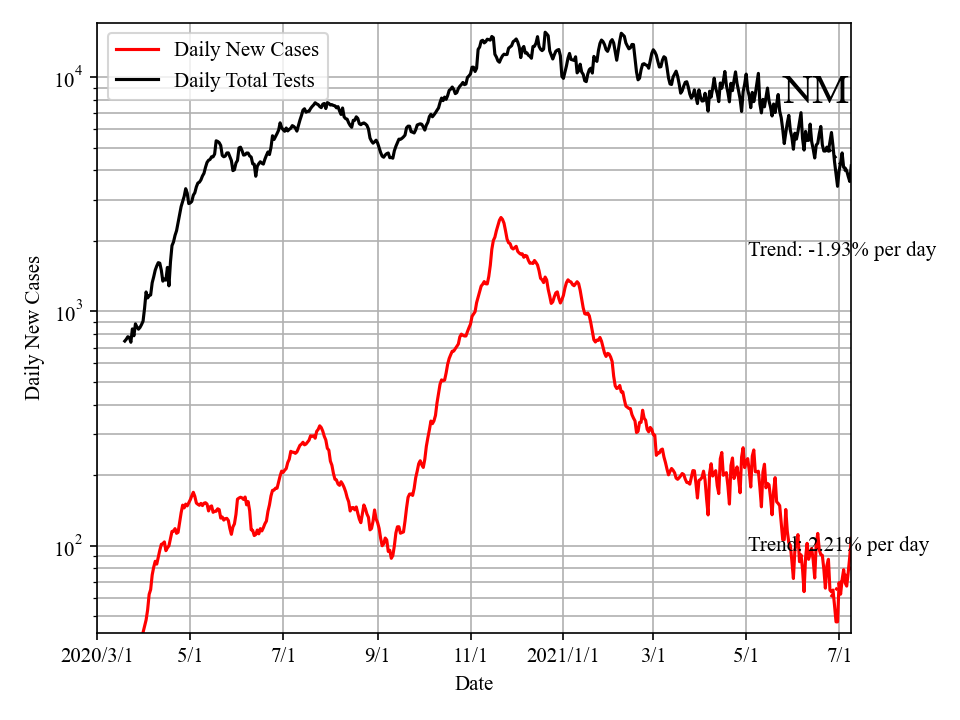 Daily New Cases
Daily Total Tests
NM
10^4
10^3
10^2
Daily New Cases
Trend: -1.93% per day
Trend: 2.21% per day
2020/3/1 5/1 7/1 9/1 11/1 2021/1/1 3/1 5/1 7/1
Date